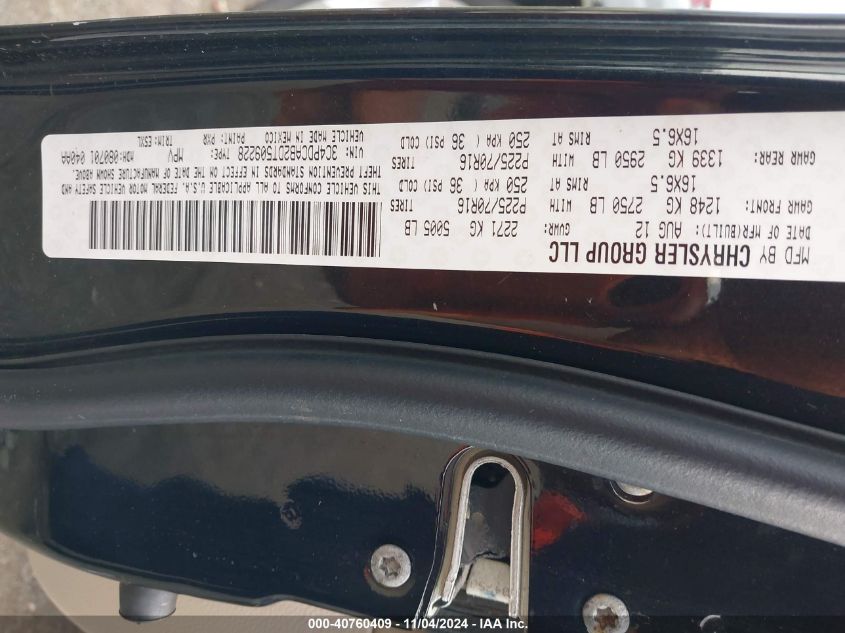 MFD BY CHRYSLER GROUP LLC
DATE OF MFR(BUILT): AUG 12 GVWR: 2271 KG 5005 LB
GAWR FRONT: 1248 KG 2750 LB WITH TIRES P225/70R16
16X6.5 RIMS AT 250 KPA ( 36 PSI) COLD
GAWR REAR: 1339 KG 2950 LB WITH TIRES P225/70R16
16X6.5 RIMS AT 250 KPA ( 36 PSI) COLD
THIS VEHICLE CONFORMS TO ALL APPLICABLE U.S.A. FEDERAL MOTOR VEHICLE SAFETY AND
THEFT PREVENTION STANDARDS IN EFFECT ON THE DATE OF MANUFACTURE SHOWN ABOVE.
VIN: 3C4PDCAB2DT509228 TYPE: MPV MDH:080701 040AA
VEHICLE MADE IN MEXICO PAINT: PXR TRIM:E5XL
000-40760409 - 11/04/2024 - IAA Inc.